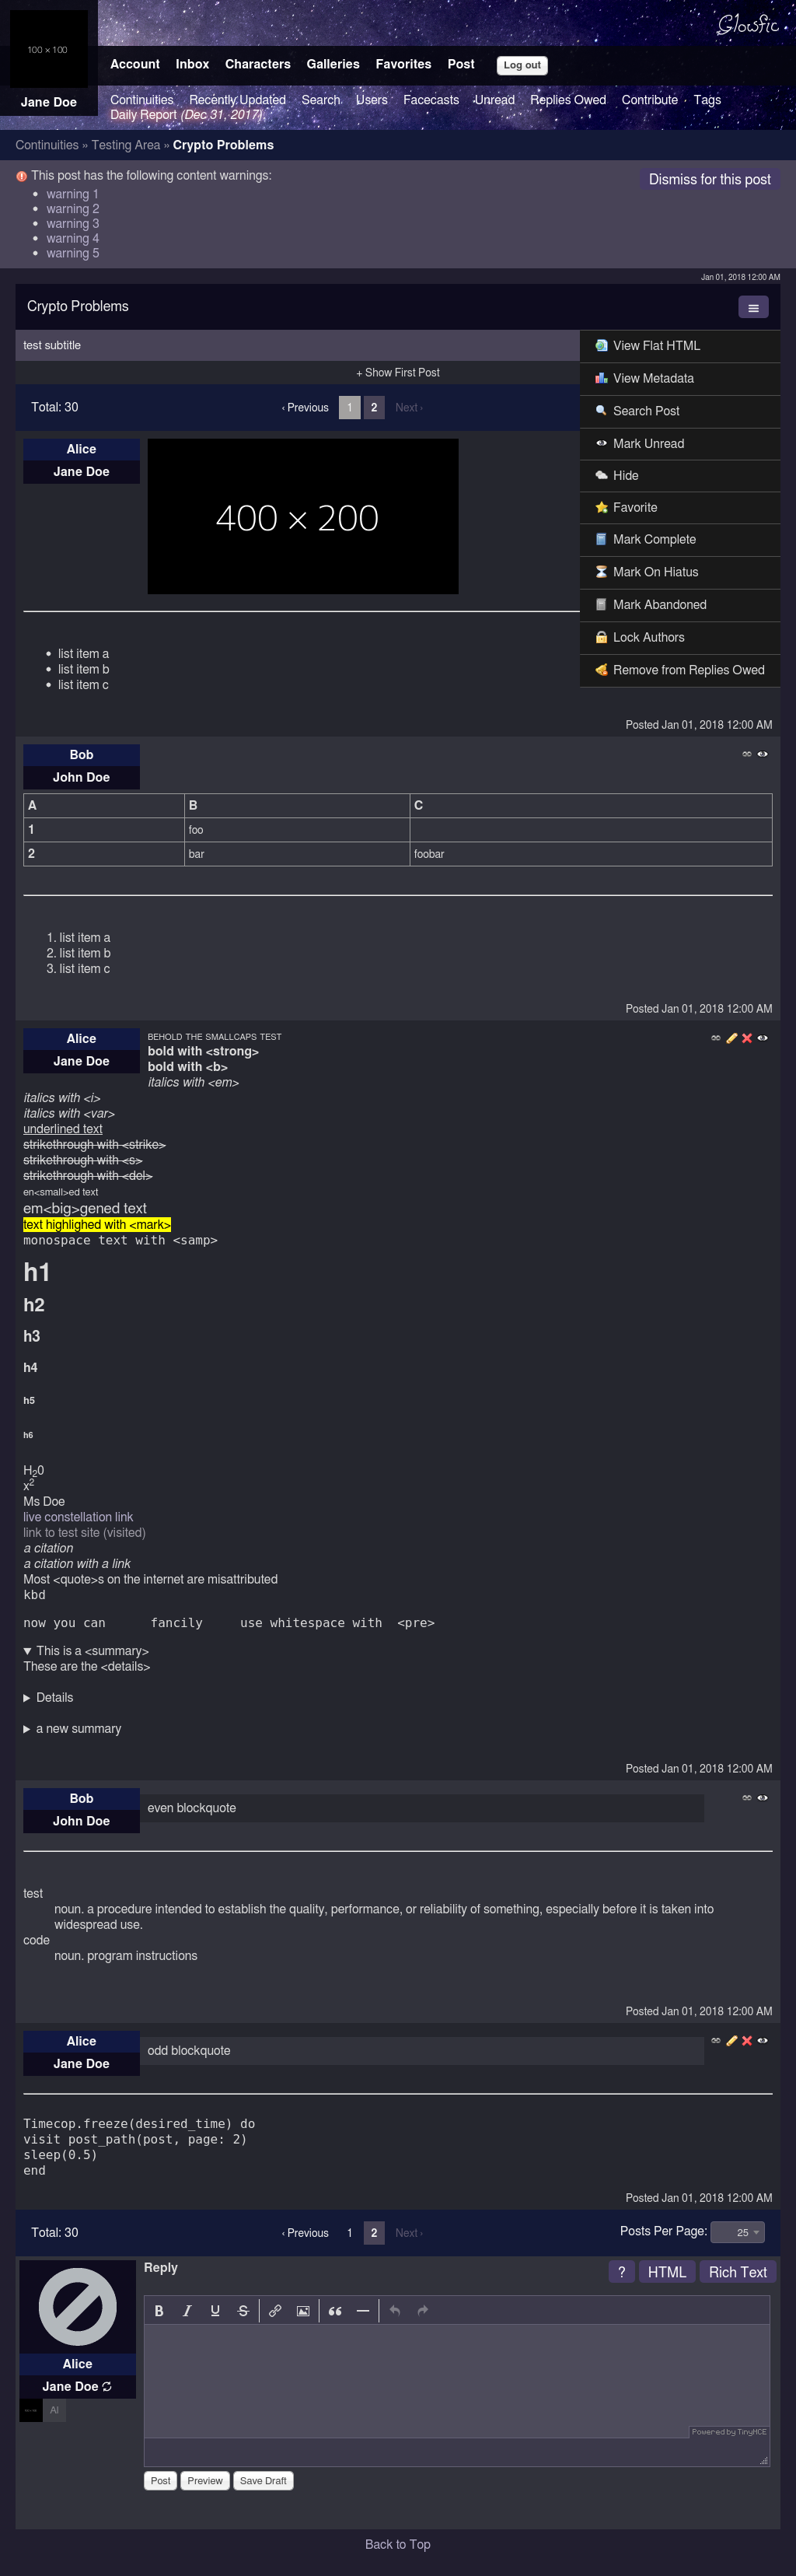 Glowfic
100 × 100
Account Inbox Characters Galleries Favorites Post Log out
Jane Doe
Continuities Recently Updated Search Users Facecasts Unread Replies Owed Contribute Tags
Daily Report (Dec 31, 2017)
Continuities » Testing Area » Crypto Problems
This post has the following content warnings:
Dismiss for this post
warning 1
warning 2
warning 3
warning 4
warning 5
Jan 01, 2018 12:00 AM
Crypto Problems
test subtitle
+ Show First Post
Total: 30 ‹ Previous 1 2 Next ›
View Flat HTML
View Metadata
Search Post
Mark Unread
Hide
Favorite
Mark Complete
Mark On Hiatus
Mark Abandoned
Lock Authors
Remove from Replies Owed
Alice
Jane Doe
400 × 200
list item a
list item b
list item c
Posted Jan 01, 2018 12:00 AM
Bob
John Doe
A B C
1 foo
2 bar foobar
1. list item a
2. list item b
3. list item c
Posted Jan 01, 2018 12:00 AM
Alice
Jane Doe
BEHOLD THE SMALLCAPS TEST
bold with <strong>
bold with <b>
italics with <em>
italics with <i>
italics with <var>
underlined text
strikethrough with <strike>
strikethrough with <s>
strikethrough with <del>
en<small>ed text
em<big>gened text
text highlighed with <mark>
monospace text with <samp>
h1
h2
h3
h4
h5
h6
H20
x2
Ms Doe
live constellation link
link to test site (visited)
a citation
a citation with a link
Most <quote>s on the internet are misattributed
kbd
now you can      fancily     use whitespace with  <pre>
▼ This is a <summary>
These are the <details>
▶ Details
▶ a new summary
Posted Jan 01, 2018 12:00 AM
Bob
John Doe
even blockquote
test
noun. a procedure intended to establish the quality, performance, or reliability of something, especially before it is taken into
widespread use.
code
noun. program instructions
Posted Jan 01, 2018 12:00 AM
Alice
Jane Doe
odd blockquote
Timecop.freeze(desired_time) do
visit post_path(post, page: 2)
sleep(0.5)
end
Posted Jan 01, 2018 12:00 AM
Total: 30 ‹ Previous 1 2 Next › Posts Per Page: 25
Reply ? HTML Rich Text
Alice
Jane Doe
Al
Powered by TinyMCE
Post Preview Save Draft
Back to Top